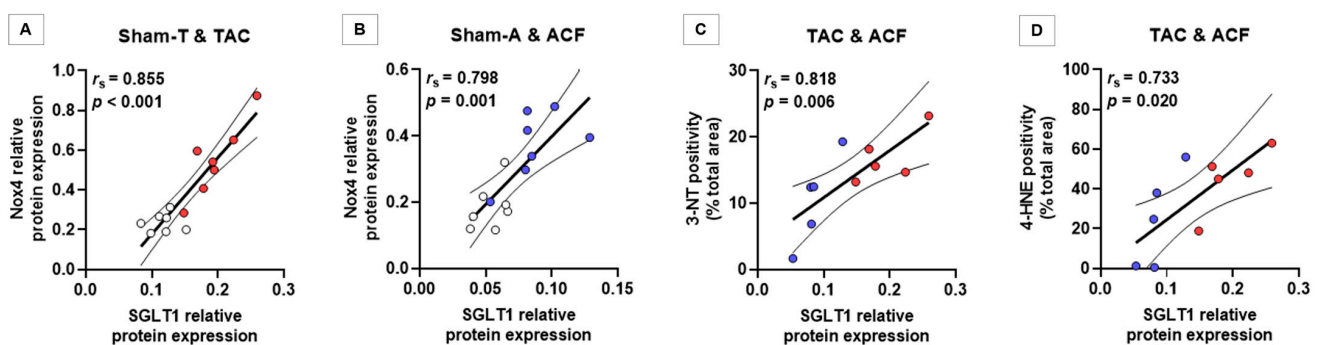 A
Sham-T & TAC
rs = 0.855
p < 0.001
Nox4 relative
protein expression
1.0
0.8
0.6
0.4
0.2
0.0
0.0 0.1 0.2 0.3
SGLT1 relative
protein expression
B
Sham-A & ACF
rs = 0.798
p = 0.001
Nox4 relative
protein expression
0.6
0.4
0.2
0.0
0.00 0.05 0.10 0.15
SGLT1 relative
protein expression
C
TAC & ACF
rs = 0.818
p = 0.006
3-NT positivity
(% total area)
30
20
10
0
0.0 0.1 0.2 0.3
SGLT1 relative
protein expression
D
TAC & ACF
rs = 0.733
p = 0.020
4-HNE positivity
(% total area)
100
80
60
40
20
0
0.0 0.1 0.2 0.3
SGLT1 relative
protein expression